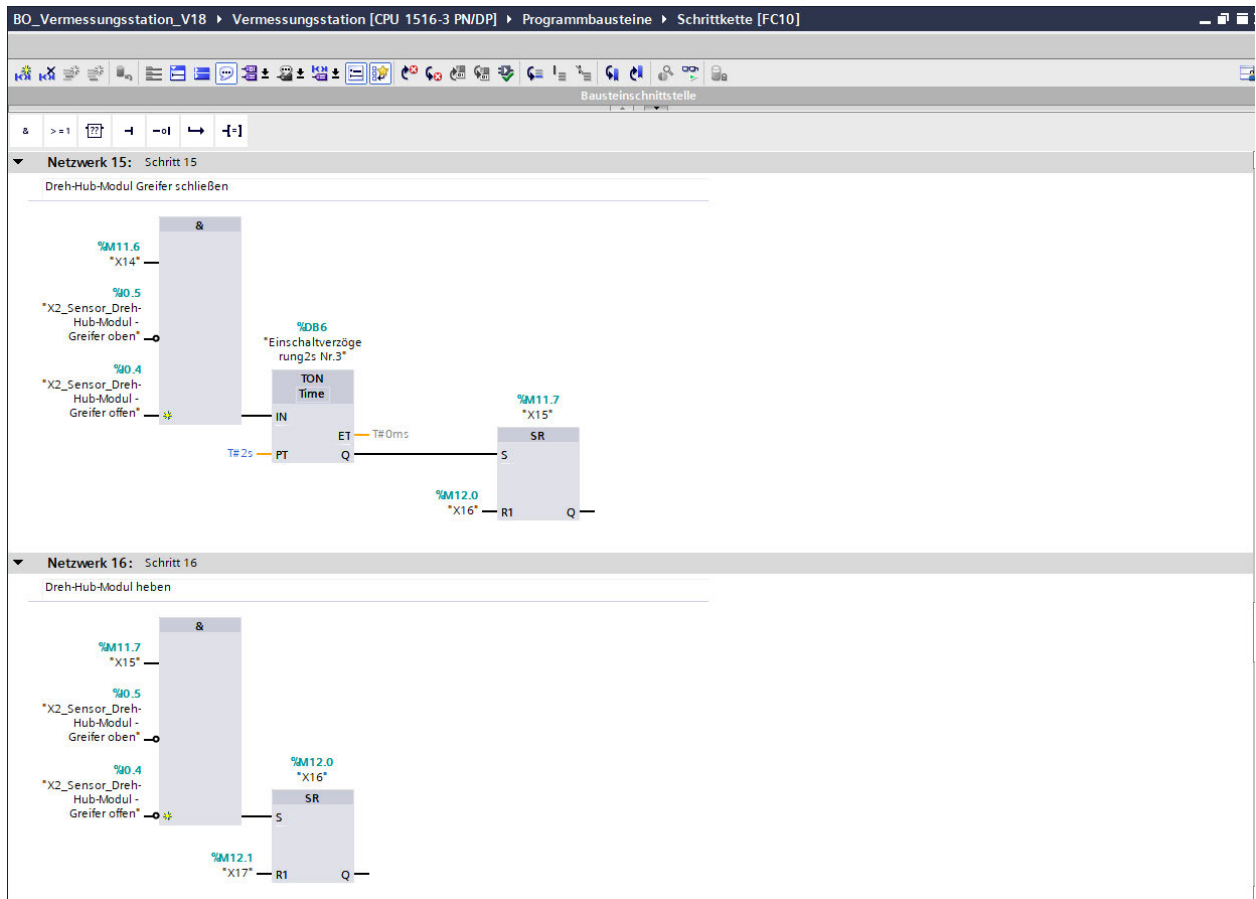 BO_Vermessungsstation_V18 ▸ Vermessungsstation [CPU 1516-3 PN/DP] ▸ Programmbausteine ▸ Schrittkette [FC10]
Bausteinschnittstelle
& >=1 ??
Netzwerk 15: Schritt 15
Dreh-Hub-Modul Greifer schließen
&
%M11.6
"X14"
%I0.5
"X2_Sensor_Dreh-
Hub-Modul -
Greifer oben"
%I0.4
"X2_Sensor_Dreh-
Hub-Modul -
Greifer offen"
%DB6
"Einschaltverzöge
rung2s Nr.3"
TON
Time
IN
ET T#0ms
T#2s PT Q
%M11.7
"X15"
SR
S
%M12.0
"X16" R1 Q
Netzwerk 16: Schritt 16
Dreh-Hub-Modul heben
&
%M11.7
"X15"
%I0.5
"X2_Sensor_Dreh-
Hub-Modul -
Greifer oben"
%I0.4
"X2_Sensor_Dreh-
Hub-Modul -
Greifer offen"
%M12.0
"X16"
SR
S
%M12.1
"X17" R1 Q